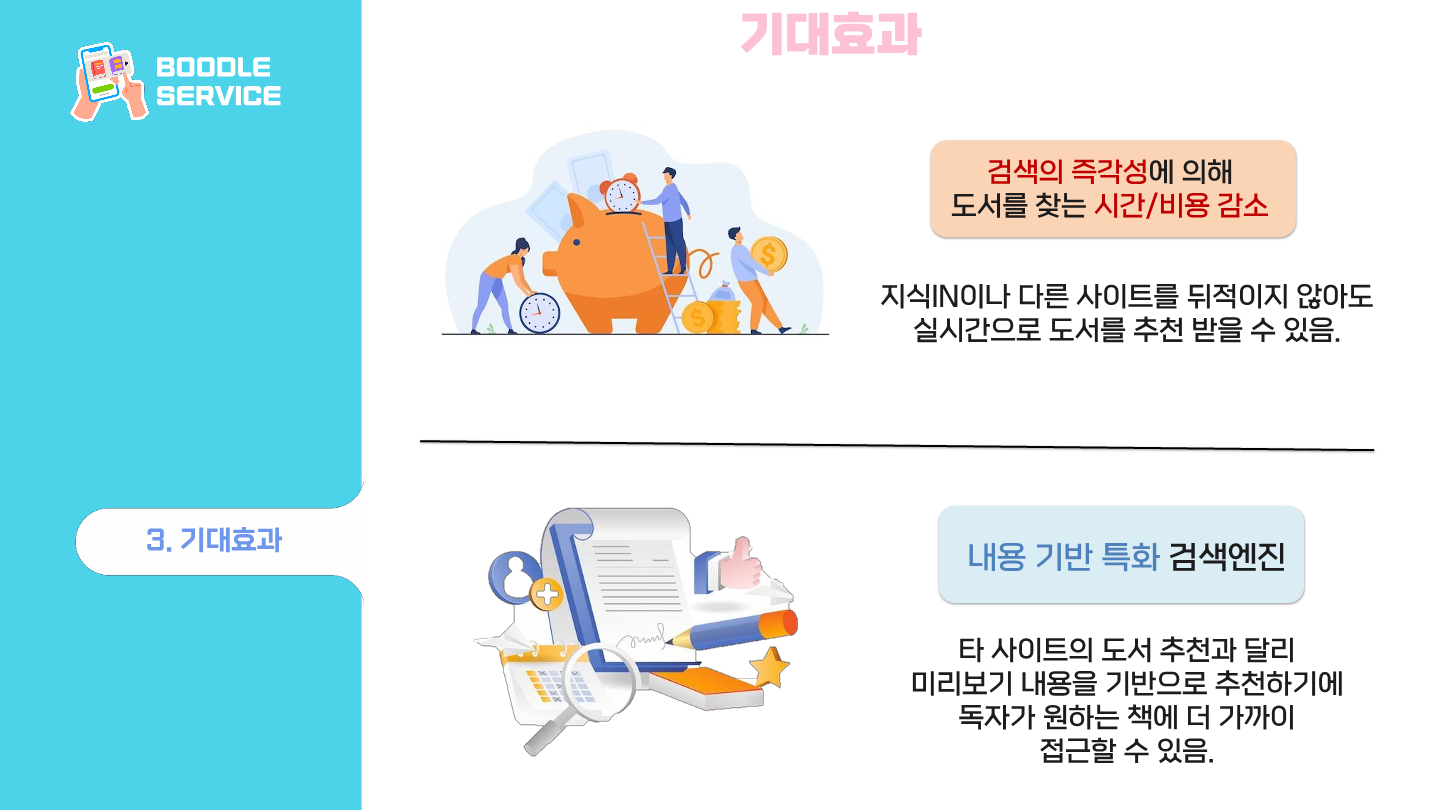 기대효과
BOODLE
SERVICE
검색의 즉각성에 의해
도서를 찾는 시간/비용 감소
지식IN이나 다른 사이트를 뒤적이지 않아도
실시간으로 도서를 추천 받을 수 있음.
3. 기대효과
내용 기반 특화 검색엔진
타 사이트의 도서 추천과 달리
미리보기 내용을 기반으로 추천하기에
독자가 원하는 책에 더 가까이
접근할 수 있음.